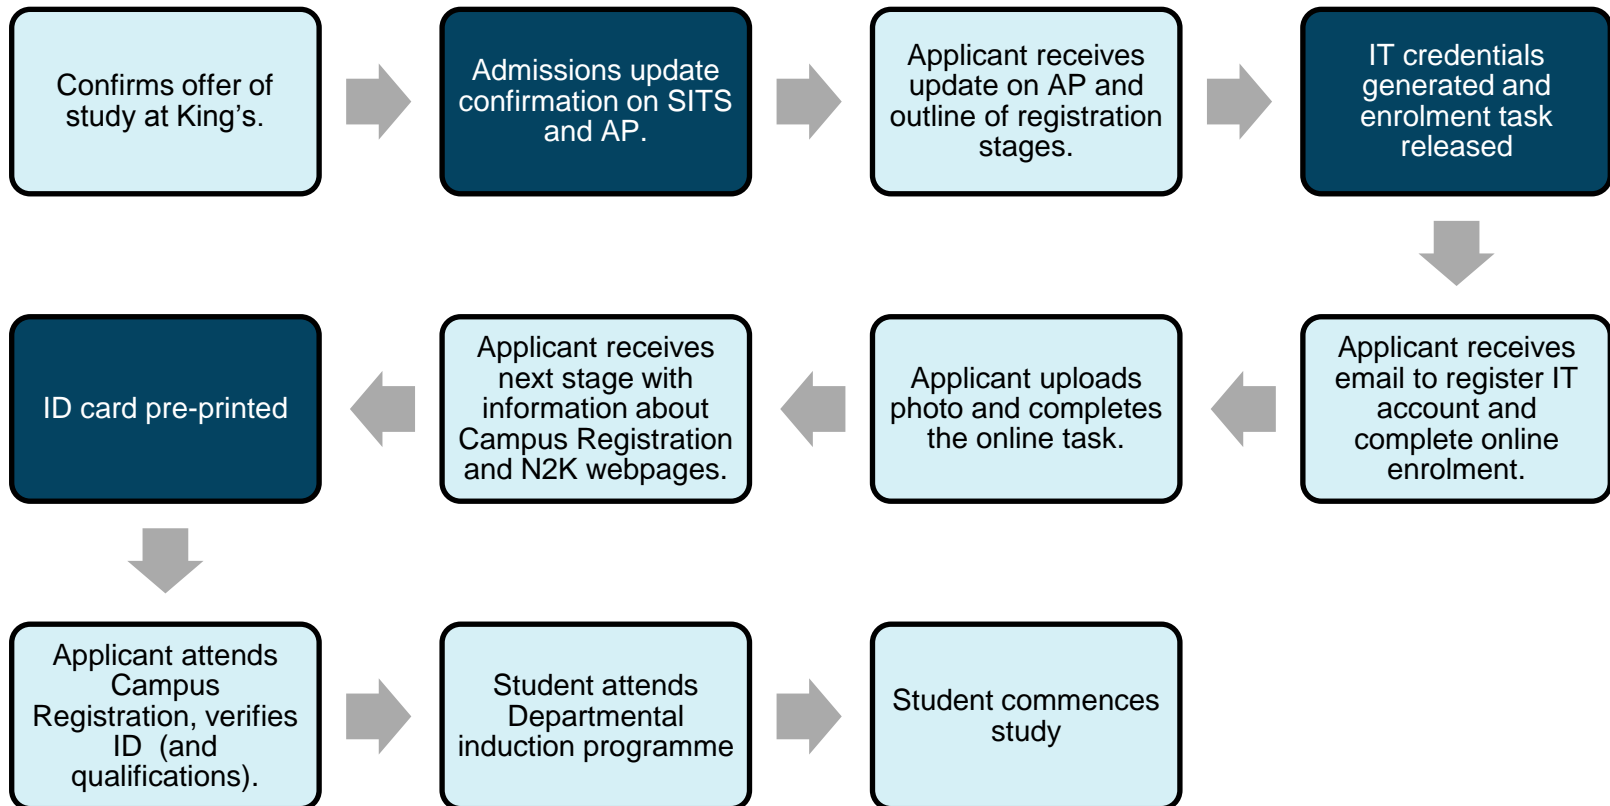 Confirms offer of
study at King's.
Admissions update
confirmation on SITS
and AP.
Applicant receives
update on AP and
outline of registration
stages.
IT credentials
generated and
enrolment task
released
Applicant receives
email to register IT
account and
complete online
enrolment.
Applicant uploads
photo and completes
the online task.
Applicant receives
next stage with
information about
Campus Registration
and N2K webpages.
ID card pre-printed
Applicant attends
Campus
Registration, verifies
ID  (and
qualifications).
Student attends
Departmental
induction programme
Student commences
study